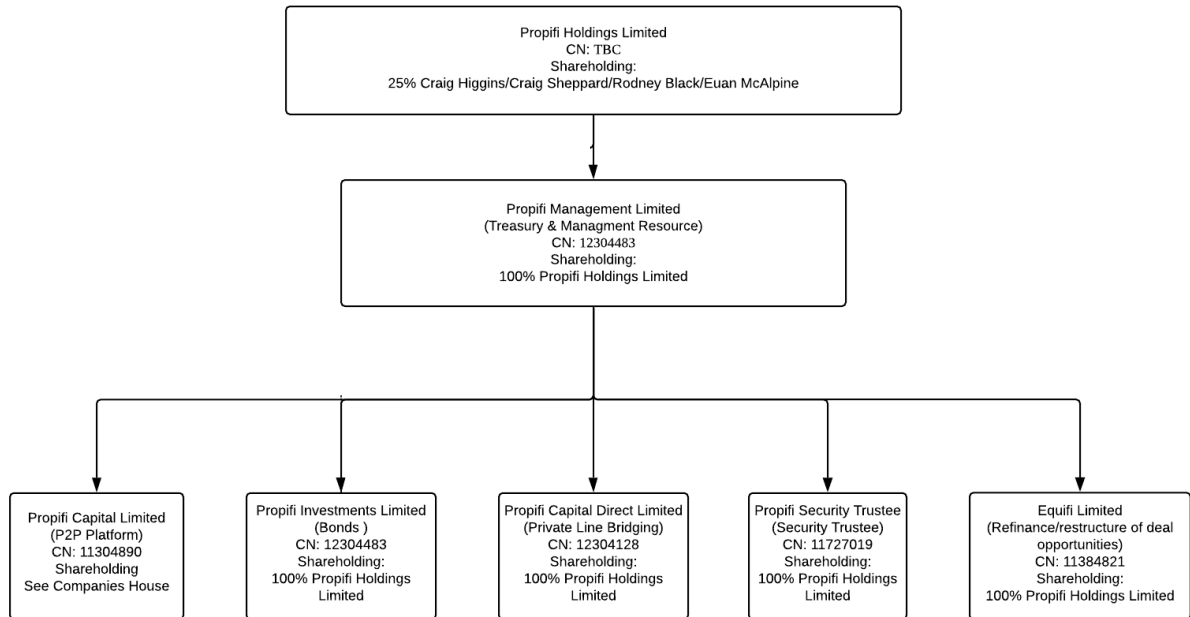 Propifi Holdings Limited
CN: TBC
Shareholding:
25% Craig Higgins/Craig Sheppard/Rodney Black/Euan McAlpine
Propifi Management Limited
(Treasury & Managment Resource)
CN: 12304483
Shareholding:
100% Propifi Holdings Limited
Propifi Capital Limited
(P2P Platform)
CN: 11304890
Shareholding
See Companies House
Propifi Investments Limited
(Bonds )
CN: 12304483
Shareholding:
100% Propifi Holdings
Limited
Propifi Capital Direct Limited
(Private Line Bridging)
CN: 12304128
Shareholding:
100% Propifi Holdings
Limited
Propifi Security Trustee
(Security Trustee)
CN: 11727019
Shareholding:
100% Propifi Holdings
Limited
Equifi Limited
(Refinance/restructure of deal
opportunities)
CN: 11384821
Shareholding:
100% Propifi Holdings Limited